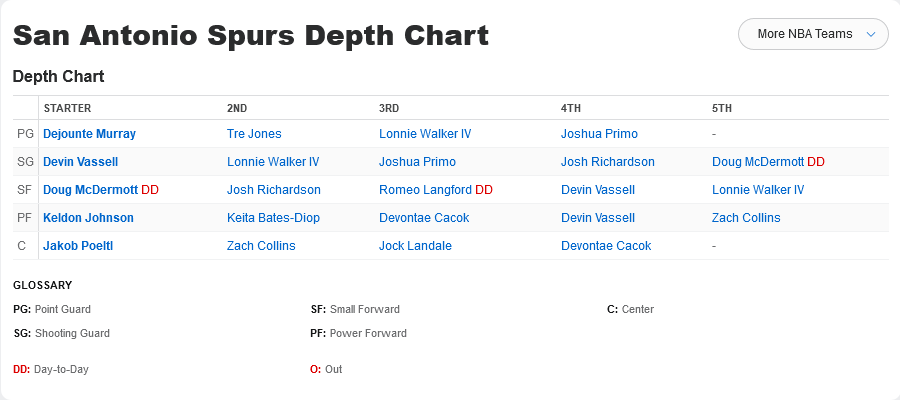 San Antonio Spurs Depth Chart
More NBA Teams
Depth Chart
STARTER 2ND 3RD 4TH 5TH
PG Dejounte Murray Tre Jones Lonnie Walker IV Joshua Primo -
SG Devin Vassell Lonnie Walker IV Joshua Primo Josh Richardson Doug McDermott DD
SF Doug McDermott DD Josh Richardson Romeo Langford DD Devin Vassell Lonnie Walker IV
PF Keldon Johnson Keita Bates-Diop Devontae Cacok Devin Vassell Zach Collins
C Jakob Poeltl Zach Collins Jock Landale Devontae Cacok -
GLOSSARY
PG: Point Guard SF: Small Forward C: Center
SG: Shooting Guard PF: Power Forward
DD: Day-to-Day O: Out